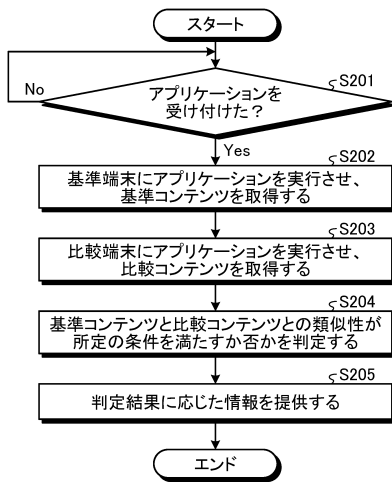 スタート
S201
アプリケーションを
受け付けた？
No
Yes
S202
基準端末にアプリケーションを実行させ、
基準コンテンツを取得する
S203
比較端末にアプリケーションを実行させ、
比較コンテンツを取得する
S204
基準コンテンツと比較コンテンツとの類似性が
所定の条件を満たすか否かを判定する
S205
判定結果に応じた情報を提供する
エンド